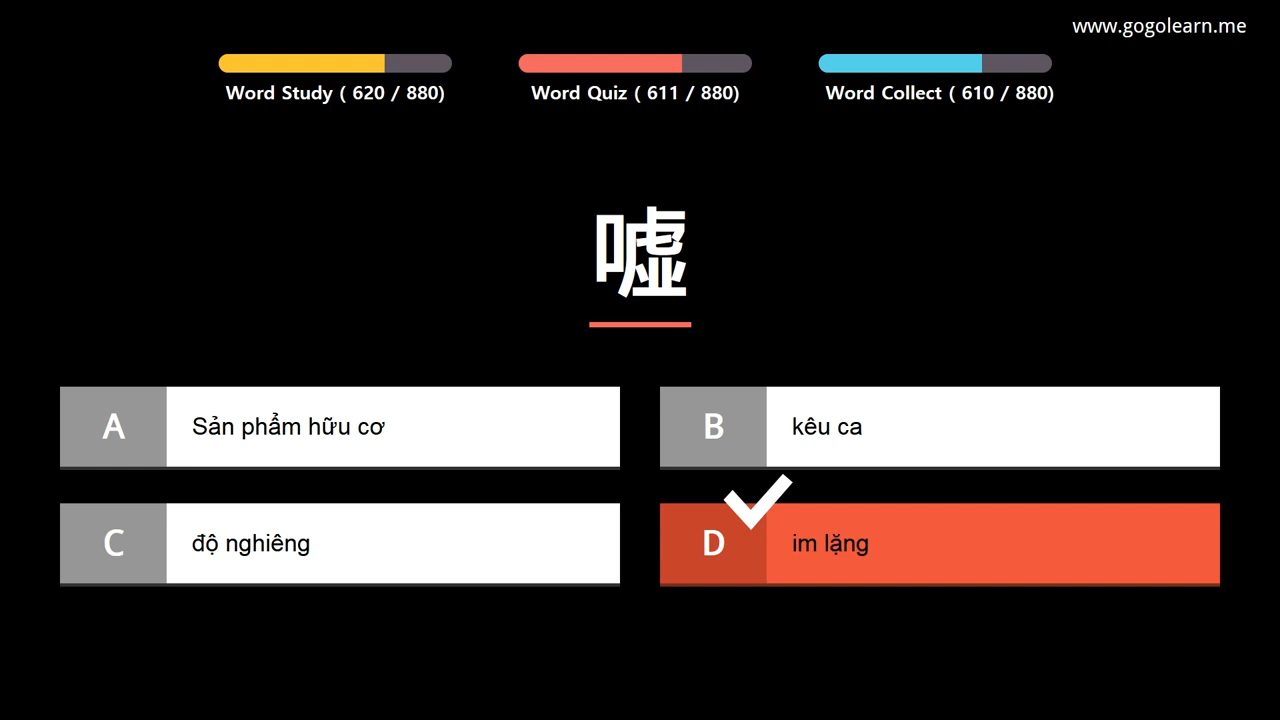 www.gogolearn.me
Word Study ( 620 / 880)
Word Quiz ( 611 / 880)
Word Collect ( 610 / 880)
嘘
A
Sản phẩm hữu cơ
B
kêu ca
C
độ nghiêng
D
im lặng